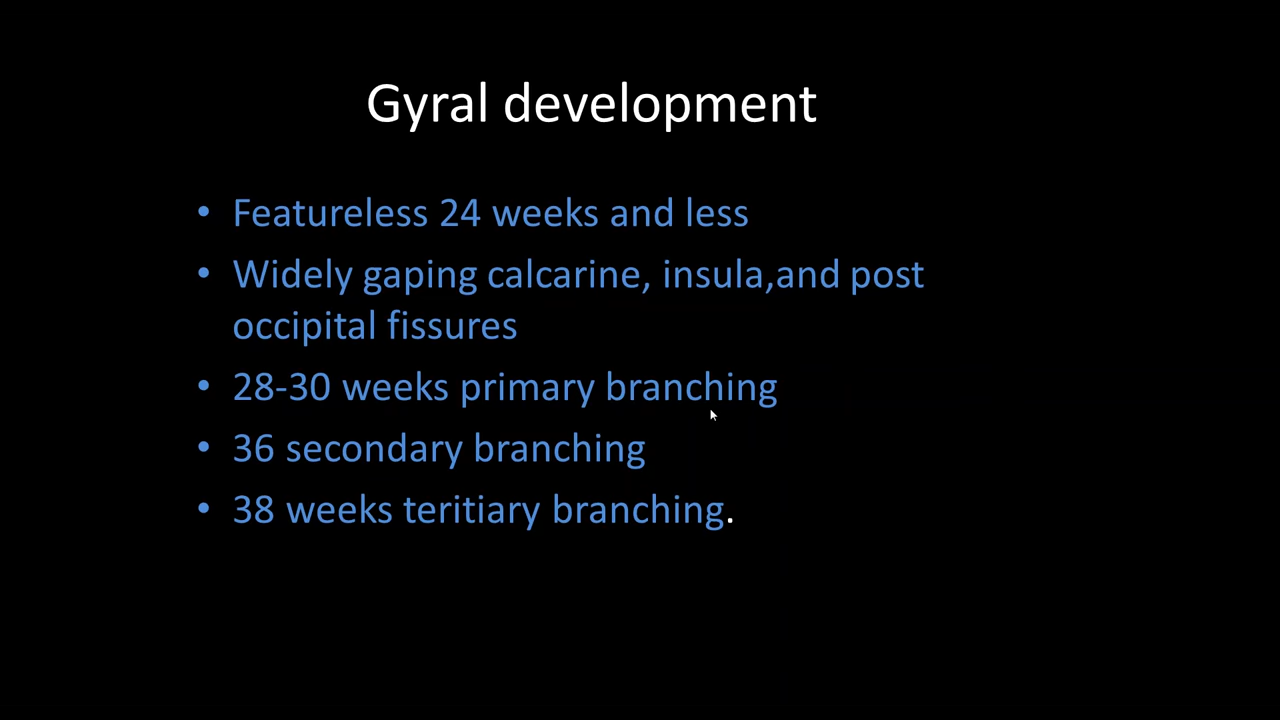 Gyral development
• Featureless 24 weeks and less
• Widely gaping calcarine, insula,and post
occipital fissures
• 28-30 weeks primary branching
• 36 secondary branching
• 38 weeks teritiary branching.